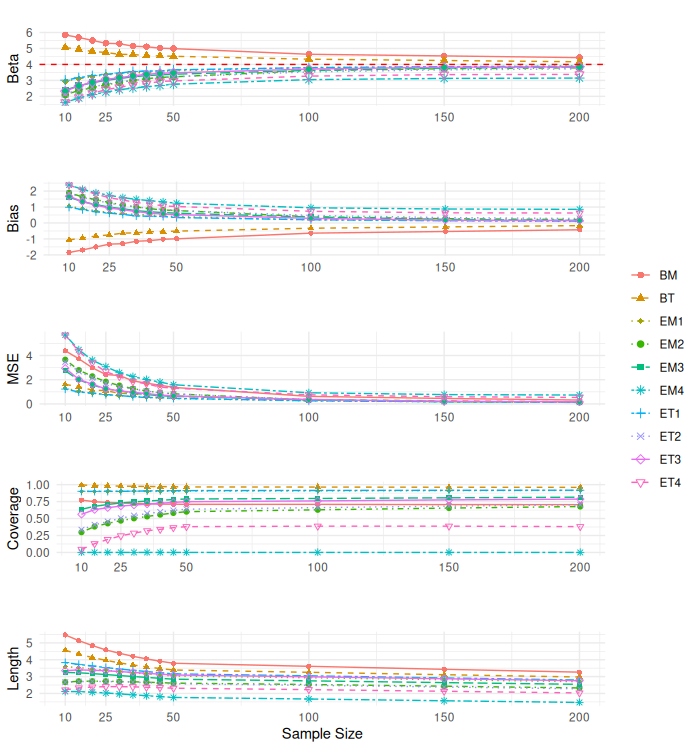 6
5
4
3
2
Beta
10 25 50 100 150 200
2
1
0
-1
-2
Bias
10 25 50 100 150 200
4
2
0
MSE
10 25 50 100 150 200
1.00
0.75
0.50
0.25
0.00
Coverage
10 25 50 100 150 200
5
4
3
2
Length
10 25 50 100 150 200
Sample Size
BM
BT
EM1
EM2
EM3
EM4
ET1
ET2
ET3
ET4